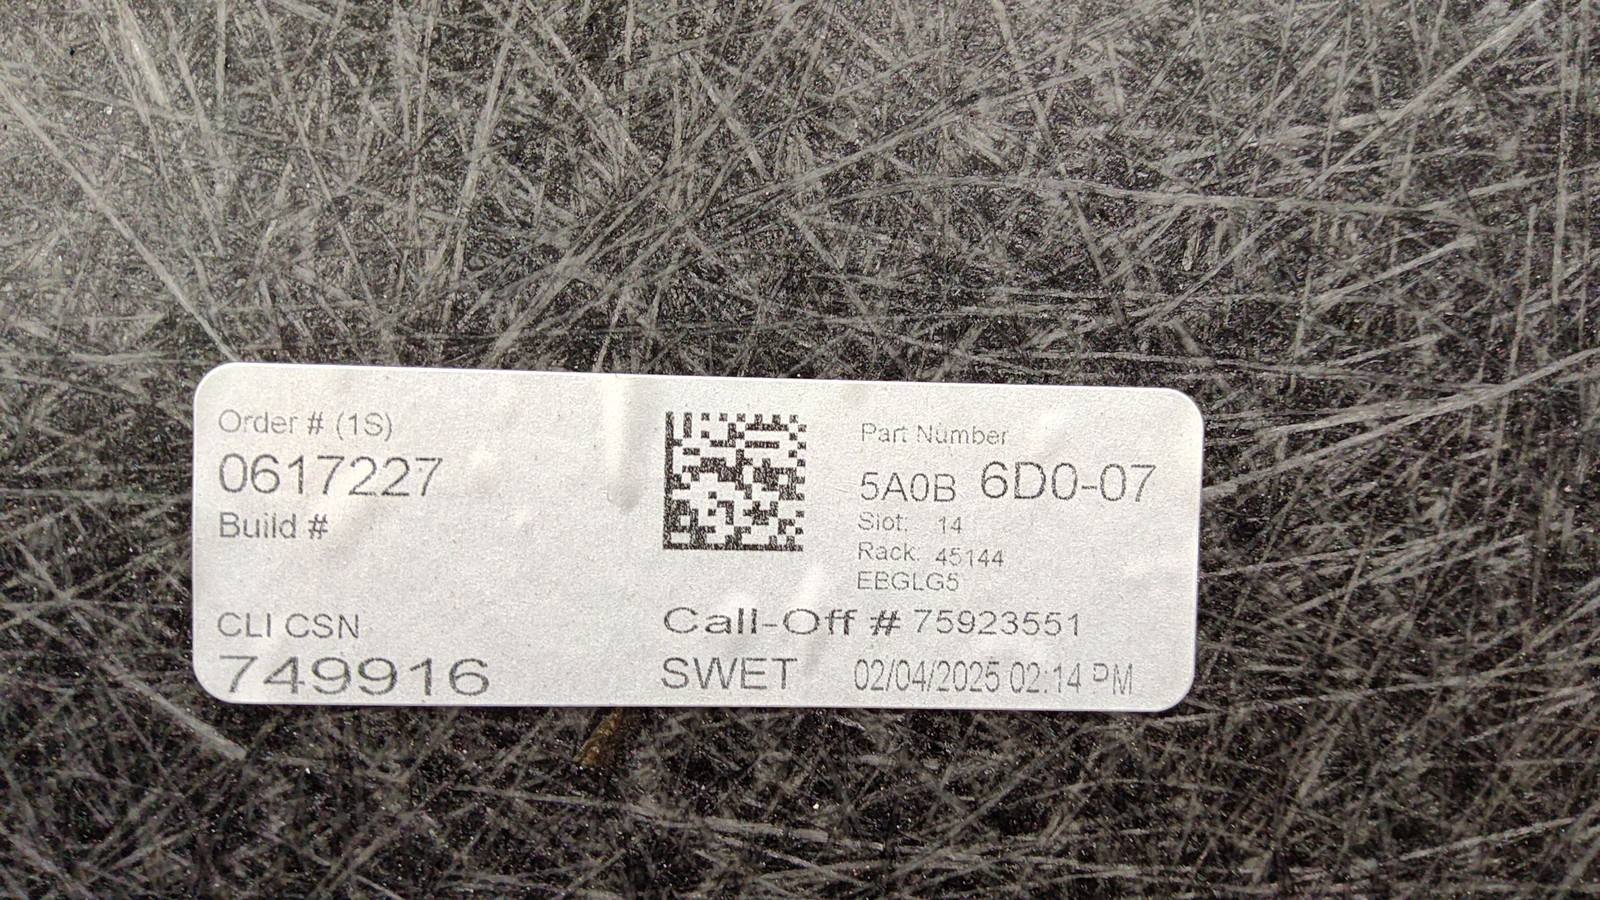 Order # (1S)
0617227
Build #
CLI CSN
749916
Part Number
5A0B 6D0-07
Slot: 14
Rack: 45144
EBGLG5
Call-Off # 75923551
SWET 02/04/2025 02:14 PM